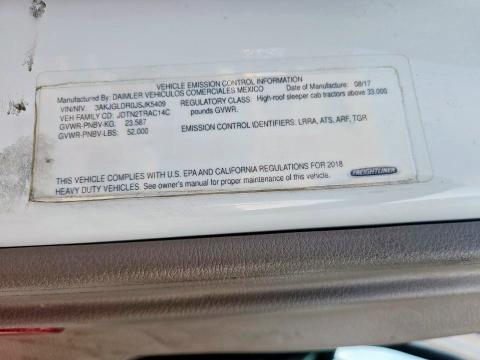 VEHICLE EMISSION CONTROL INFORMATION
Manufactured By: DAIMLER VEHICULOS COMERCIALES MEXICO Date of Manufacture: 08/17
VIN/NIV: 3AKJGLDR0JSJK5409 REGULATORY CLASS: High-roof sleeper cab tractors above 33,000
VEH FAMILY CD: JDTN2TRAC14C pounds GVWR.
GVWR-PNBV-KG: 23,587
GVWR-PNBV-LBS: 52,000 EMISSION CONTROL IDENTIFIERS: LRRA, ATS, ARF, TGR
THIS VEHICLE COMPLIES WITH U.S. EPA AND CALIFORNIA REGULATIONS FOR 2018
HEAVY DUTY VEHICLES. See owner's manual for proper maintenance of this vehicle.
FREIGHTLINER